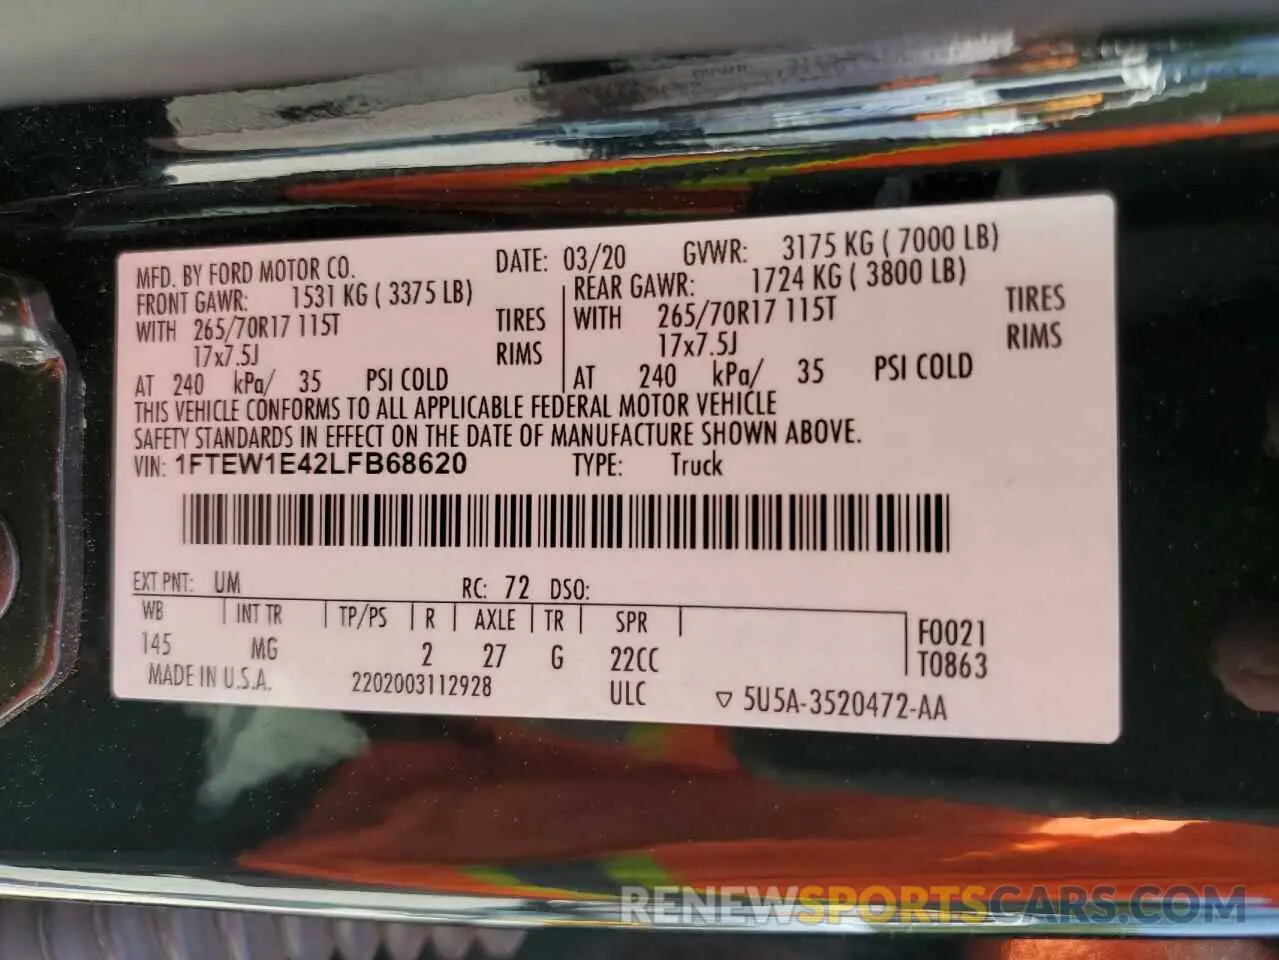 MFD. BY FORD MOTOR CO. DATE: 03/20 GVWR: 3175 KG ( 7000 LB)
FRONT GAWR: 1531 KG ( 3375 LB) REAR GAWR: 1724 KG ( 3800 LB)
WITH 265/70R17 115T TIRES WITH 265/70R17 115T TIRES
17x7.5J RIMS 17x7.5J RIMS
AT 240 kPa/ 35 PSI COLD AT 240 kPa/ 35 PSI COLD
THIS VEHICLE CONFORMS TO ALL APPLICABLE FEDERAL MOTOR VEHICLE
SAFETY STANDARDS IN EFFECT ON THE DATE OF MANUFACTURE SHOWN ABOVE.
VIN: 1FTEW1E42LFB68620 TYPE: Truck
EXT PNT: UM RC: 72 DSO:
WB INT TR TP/PS R AXLE TR SPR F0021
145 MG 2 27 G 22CC T0863
MADE IN U.S.A. 2202003112928 ULC ▽ 5U5A-3520472-AA
RENEWSPORTSCARS.COM